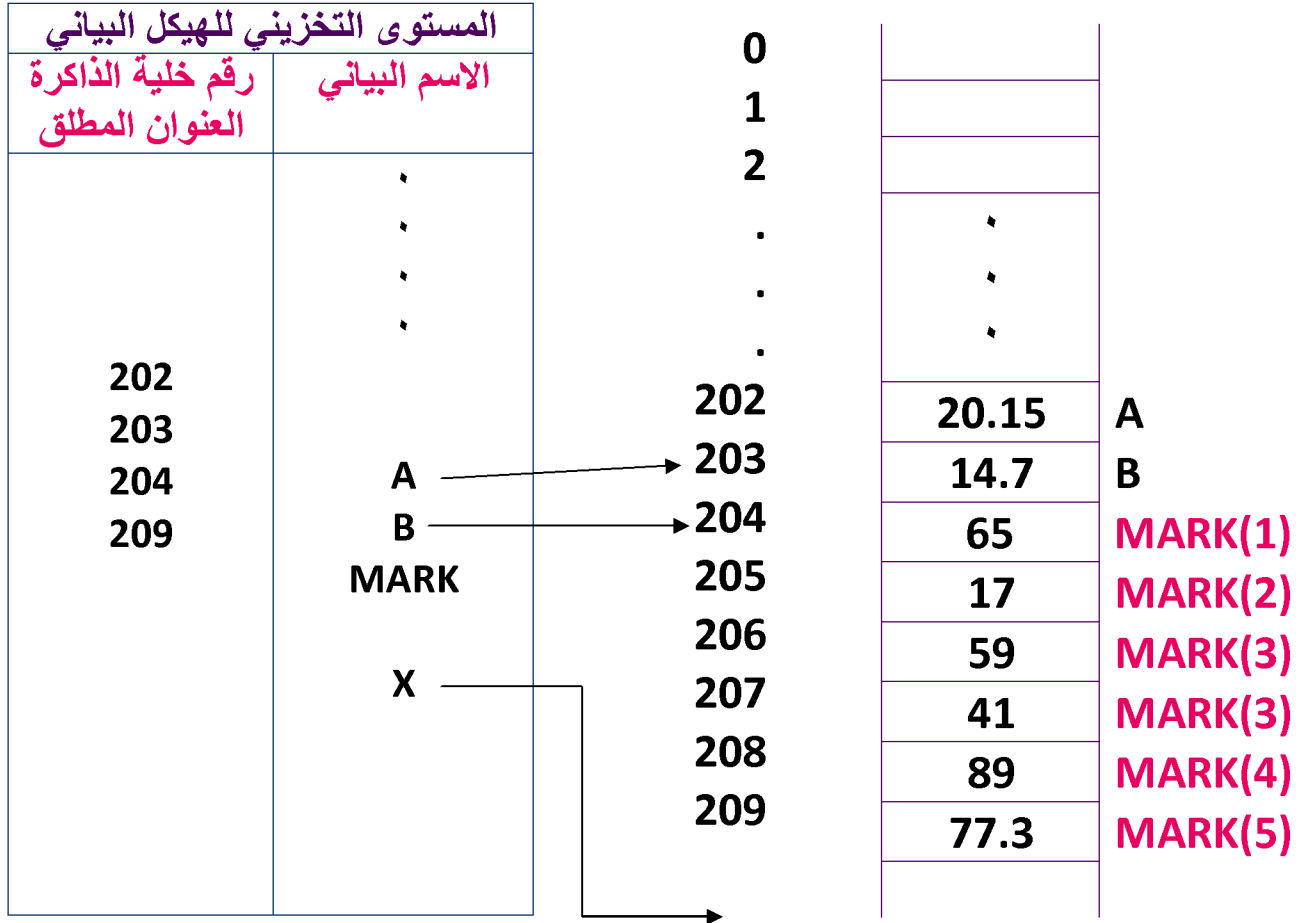 المستوى التخزيني للهيكل البياني
رقم خلية الذاكرة
العنوان المطلق
الاسم البياني
.
.
.
.
202
203
204
209
A
B
MARK
X
0
1
2
.
.
.
202
203
204
205
206
207
208
209
.
.
.
20.15 A
14.7 B
65 MARK(1)
17 MARK(2)
59 MARK(3)
41 MARK(3)
89 MARK(4)
77.3 MARK(5)